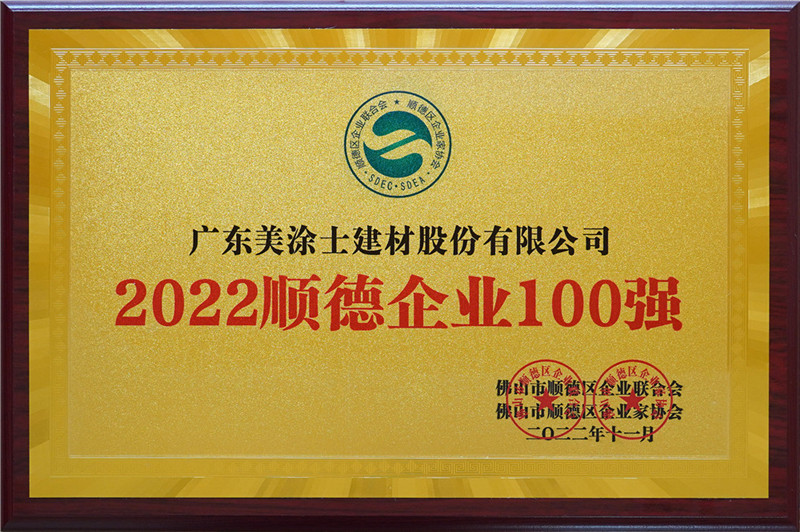 顺德区企业联合会 ★ 顺德区企业家协会
·SDEC·SDEA·
广东美涂士建材股份有限公司
2022顺德企业100强
佛山市顺德区企业联合会
佛山市顺德区企业家协会
二〇二二年十一月